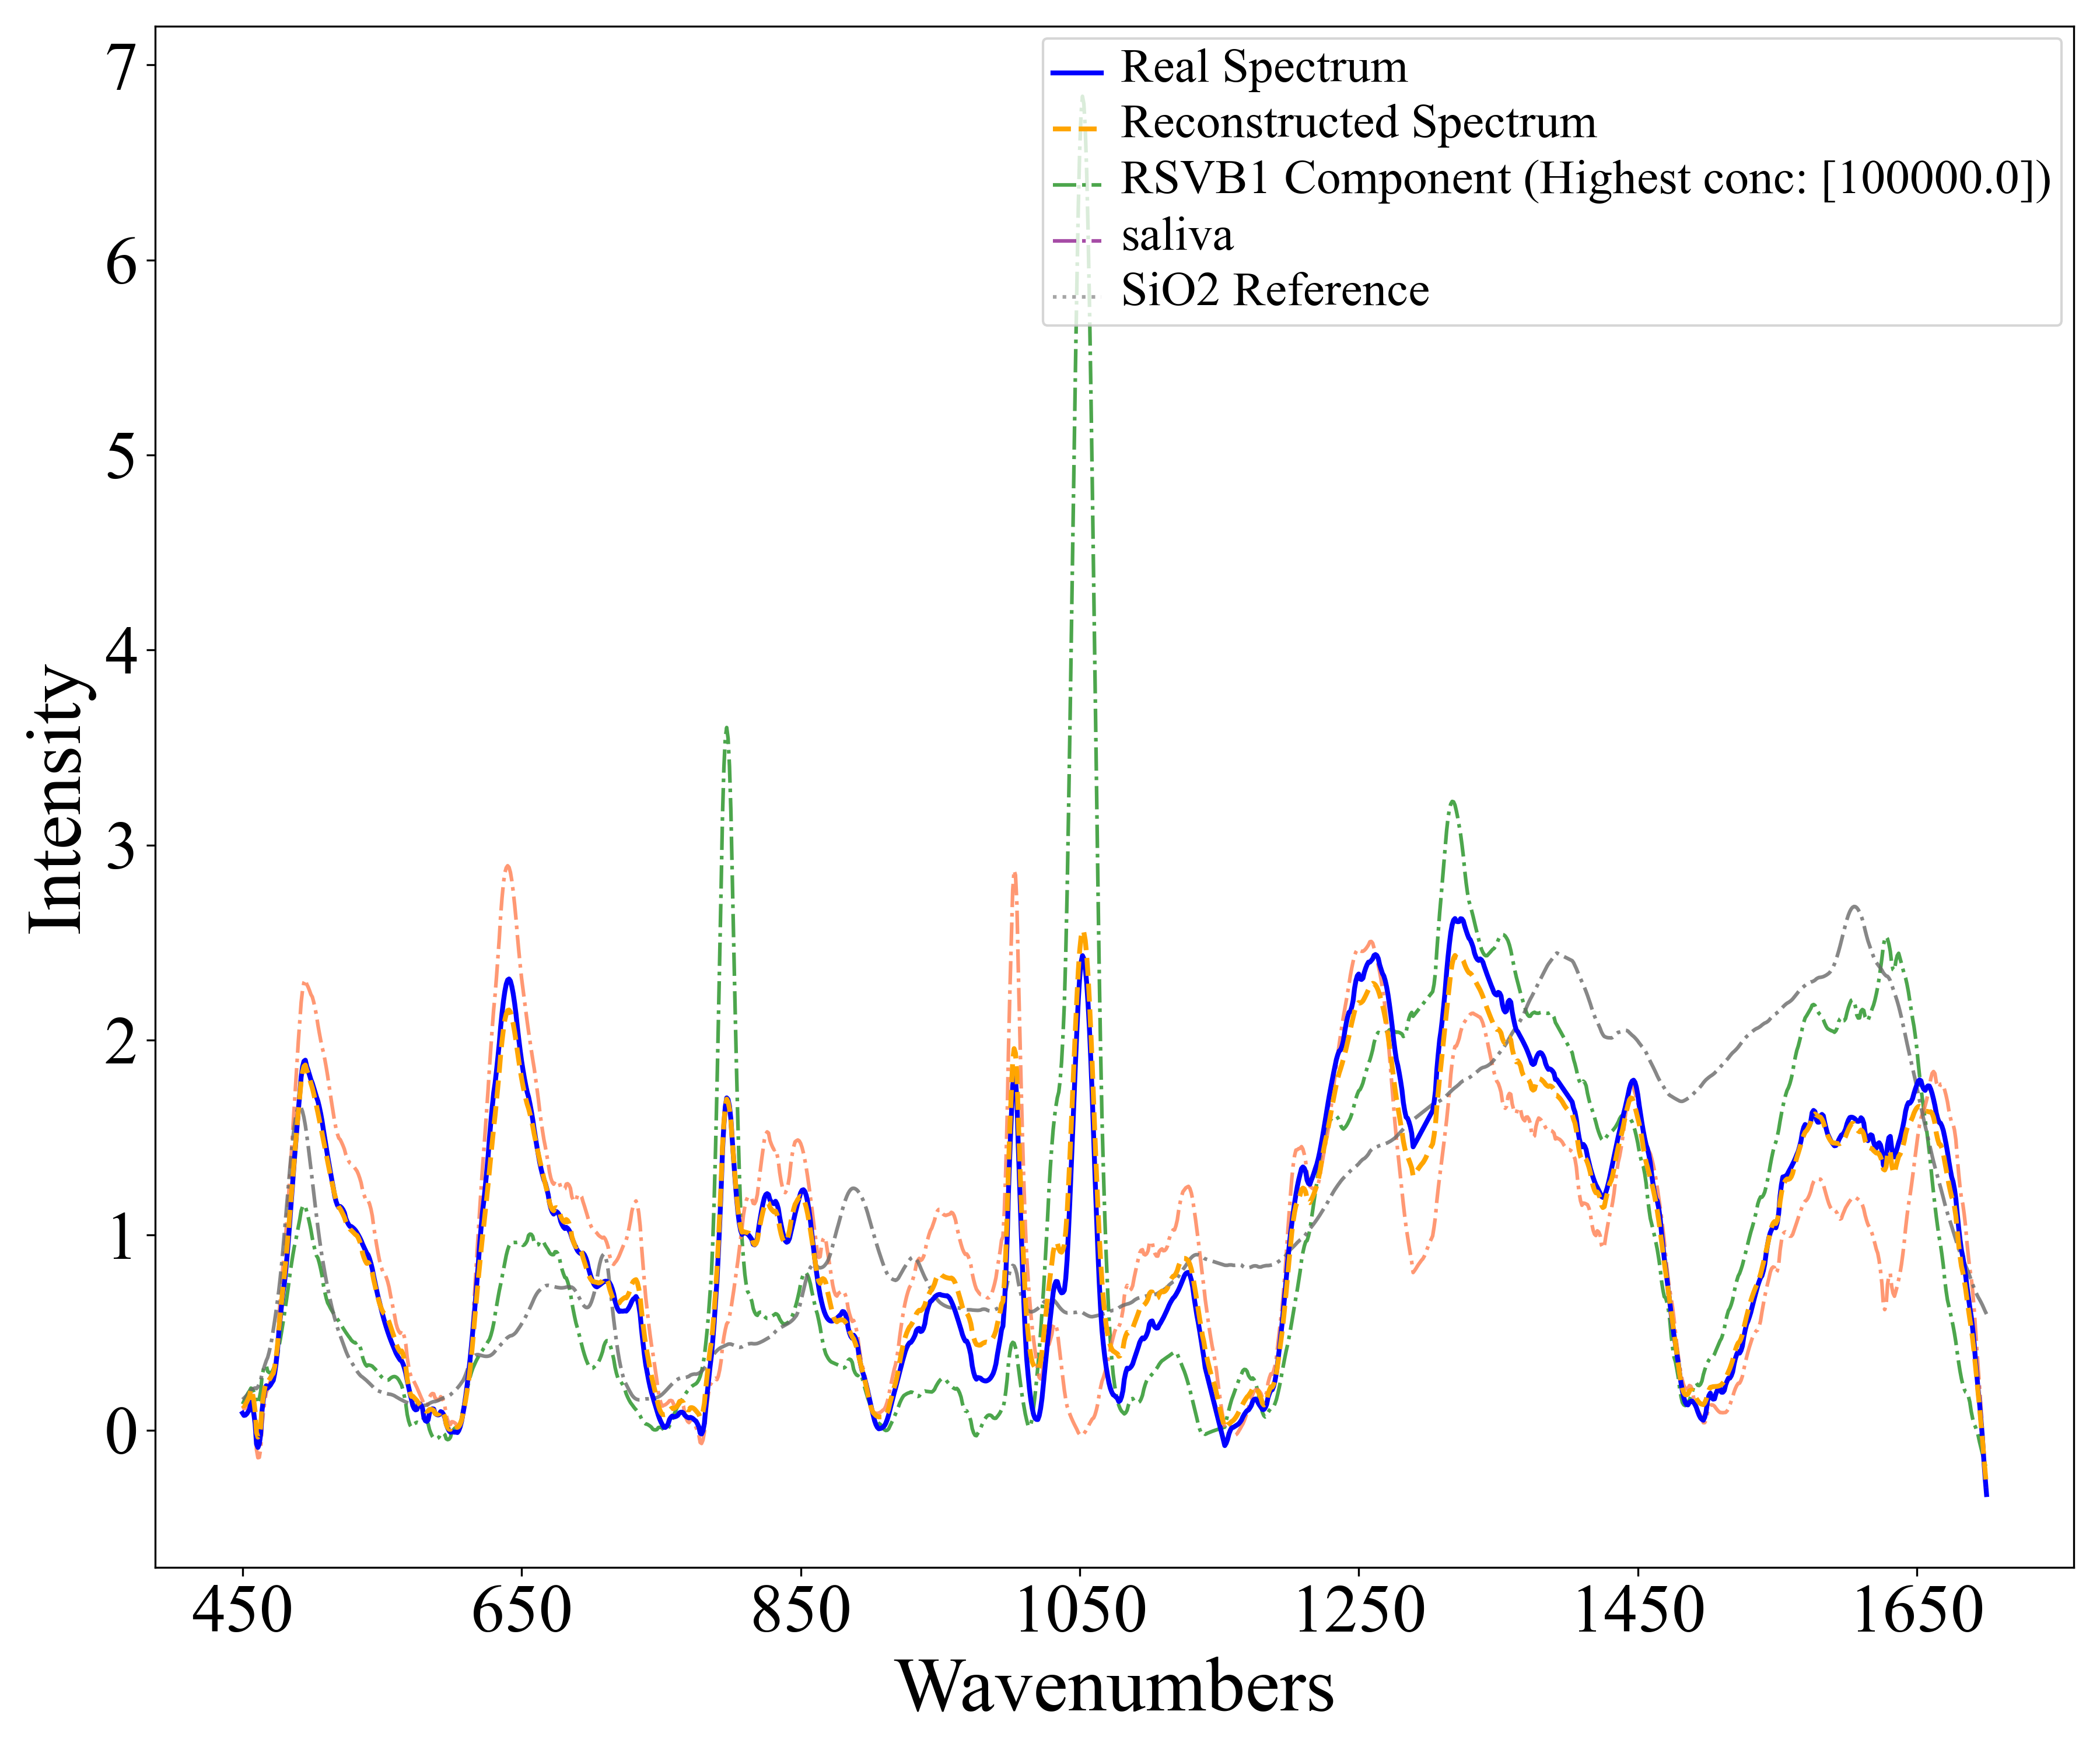 7
6
5
4
3
2
1
0
Intensity
Real Spectrum
Reconstructed Spectrum
RSVB1 Component (Highest conc: [100000.0])
saliva
SiO2 Reference
450 650 850 1050 1250 1450 1650
Wavenumbers